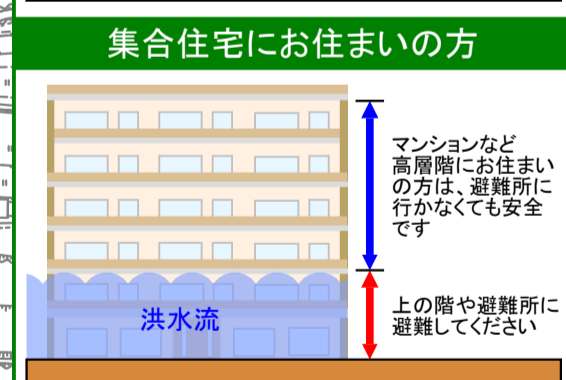 集合住宅にお住まいの方
マンションなど
高層階にお住まい
の方は、避難所に
行かなくても安全
です
洪水流
上の階や避難所に
避難してください